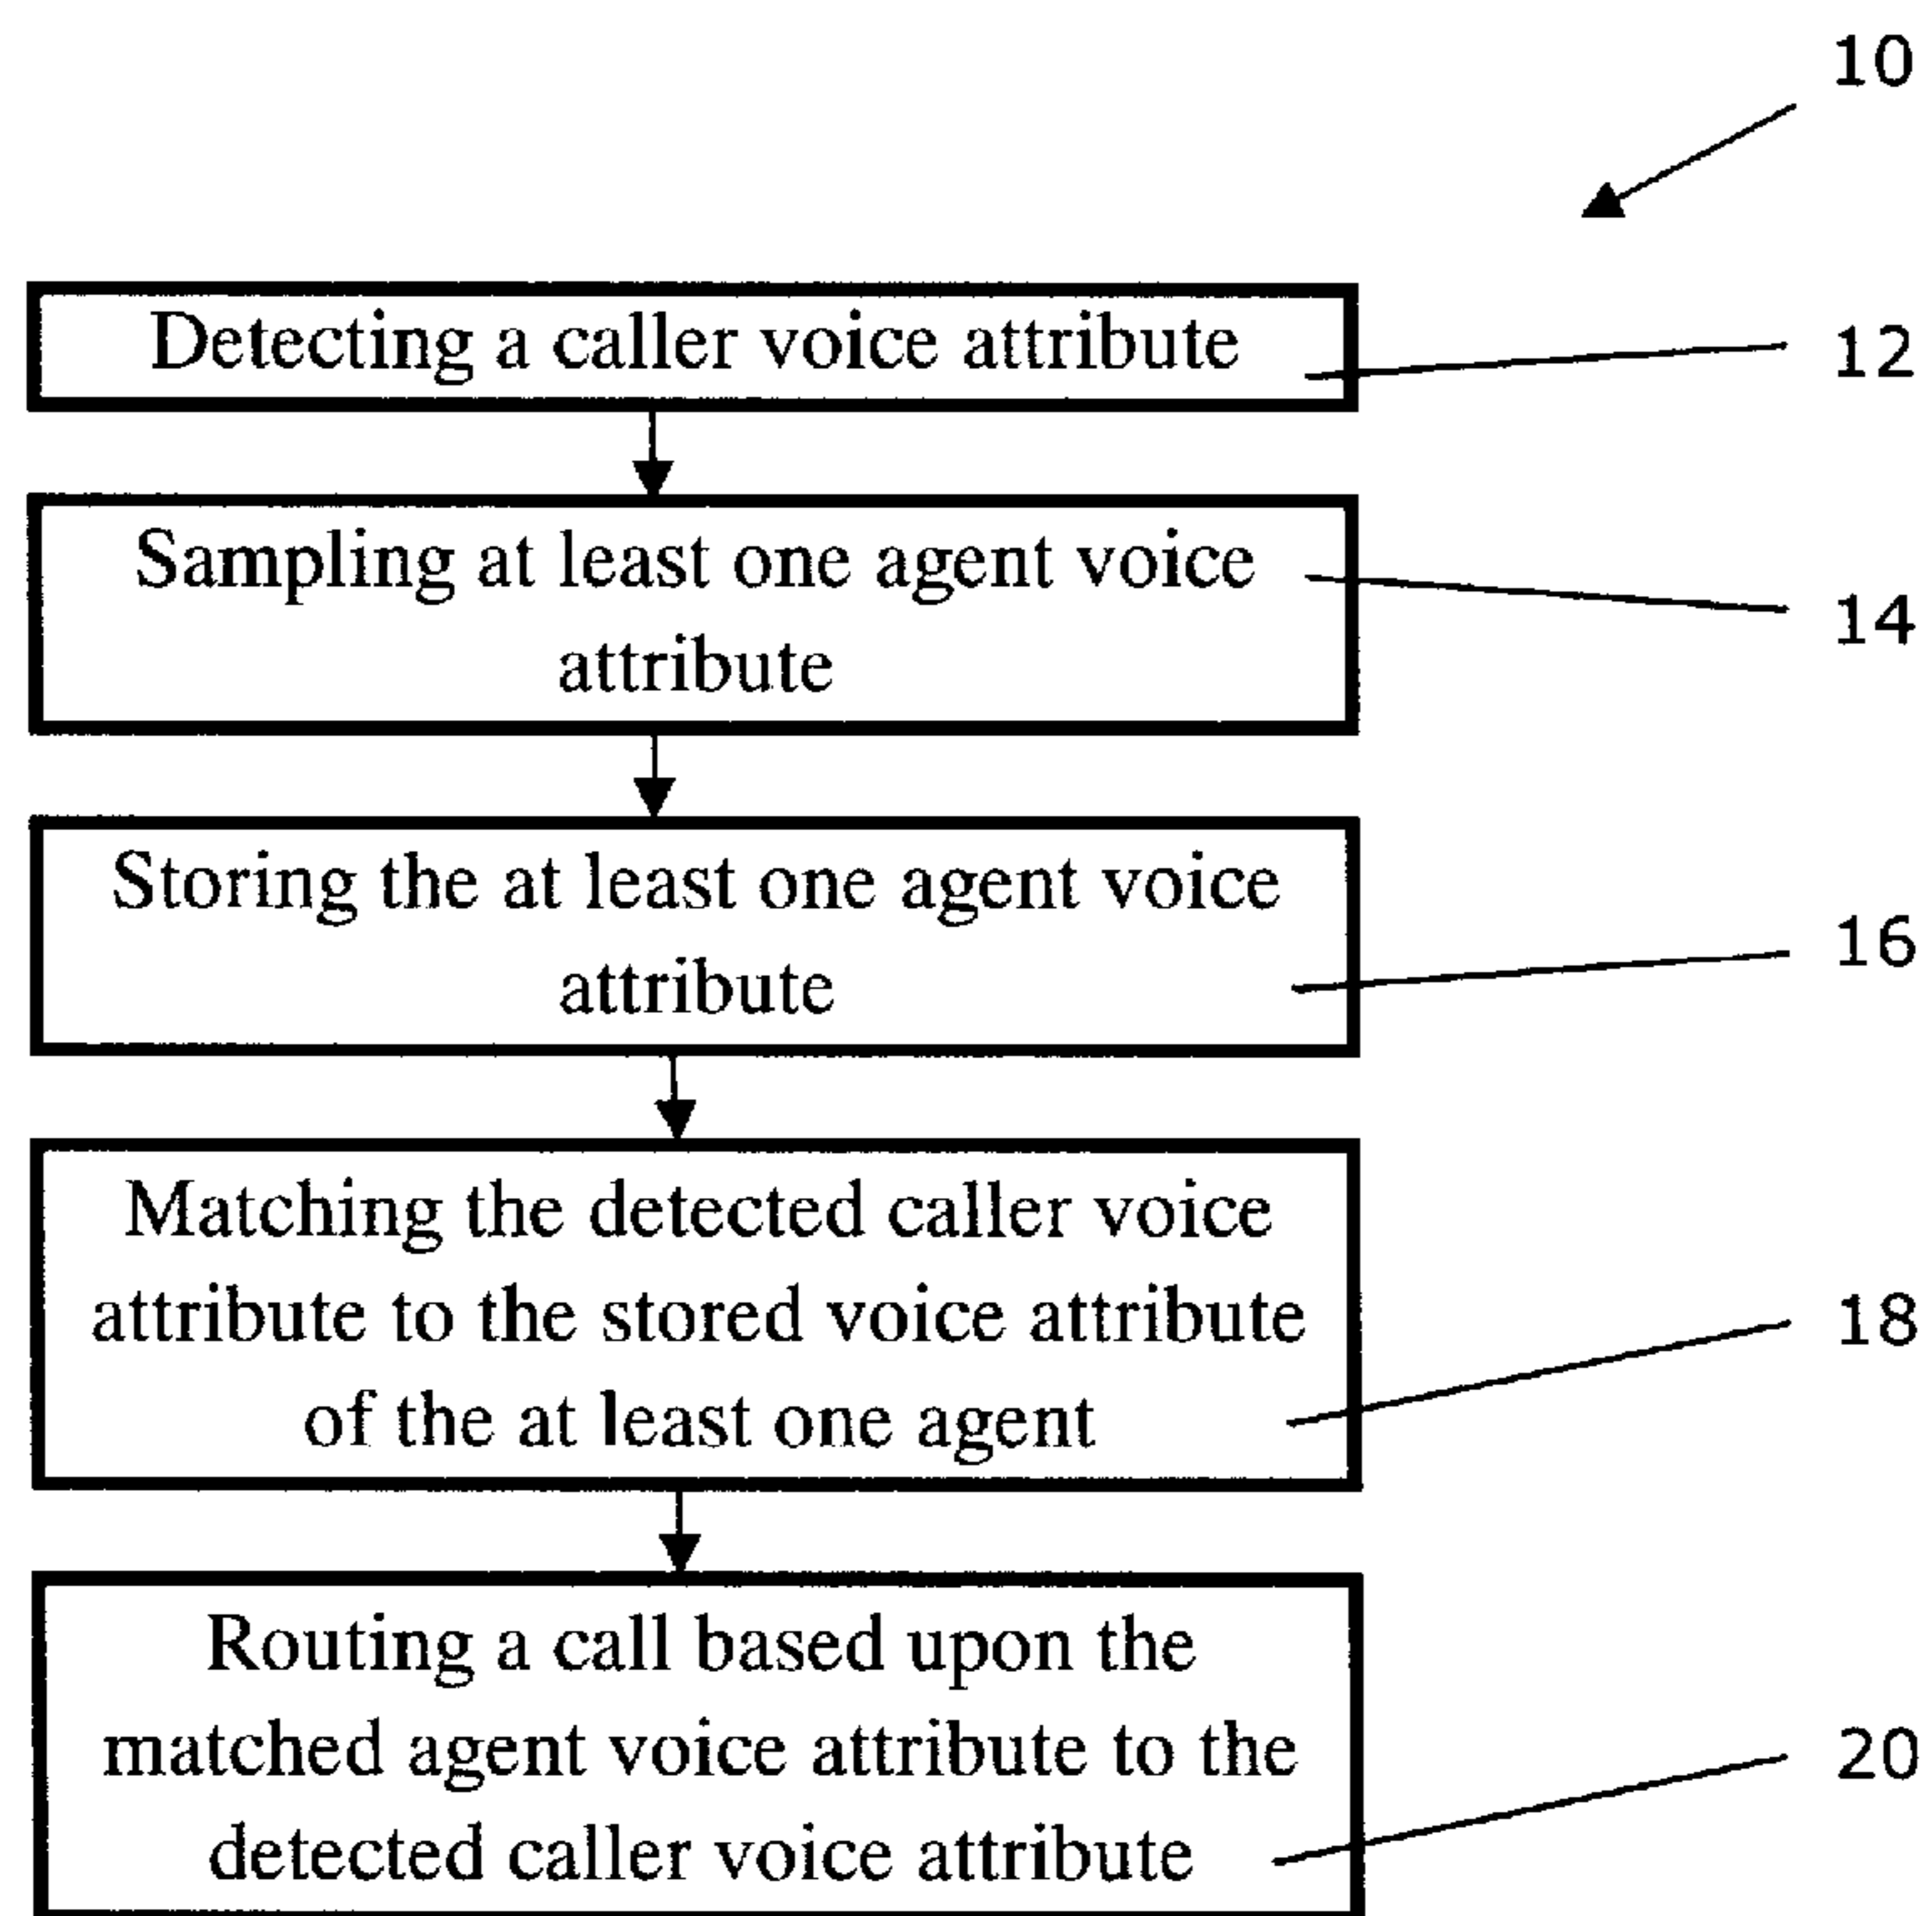 10
Detecting a caller voice attribute
12
Sampling at least one agent voice
attribute
14
Storing the at least one agent voice
attribute
16
Matching the detected caller voice
attribute to the stored voice attribute
of the at least one agent
18
Routing a call based upon the
matched agent voice attribute to the
detected caller voice attribute
20